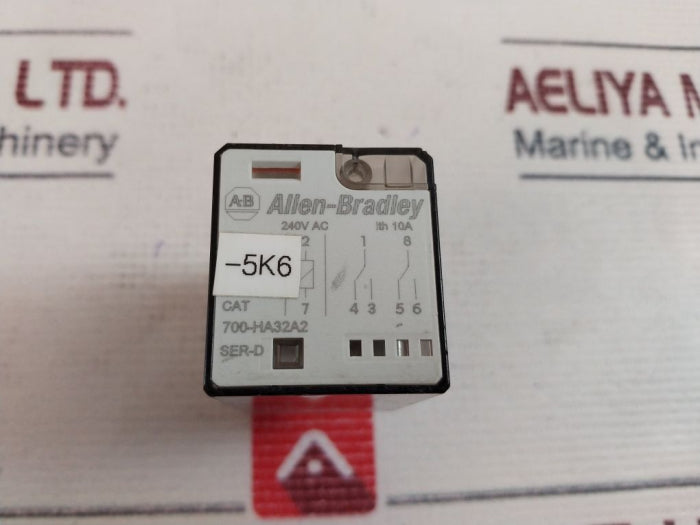 LTD.
hinery
AELIYA M
Marine & In
A-B Allen-Bradley
240V AC Ith 10A
2 1 8
-5K6
CAT 7 4 3 5 6
700-HA32A2
SER-D